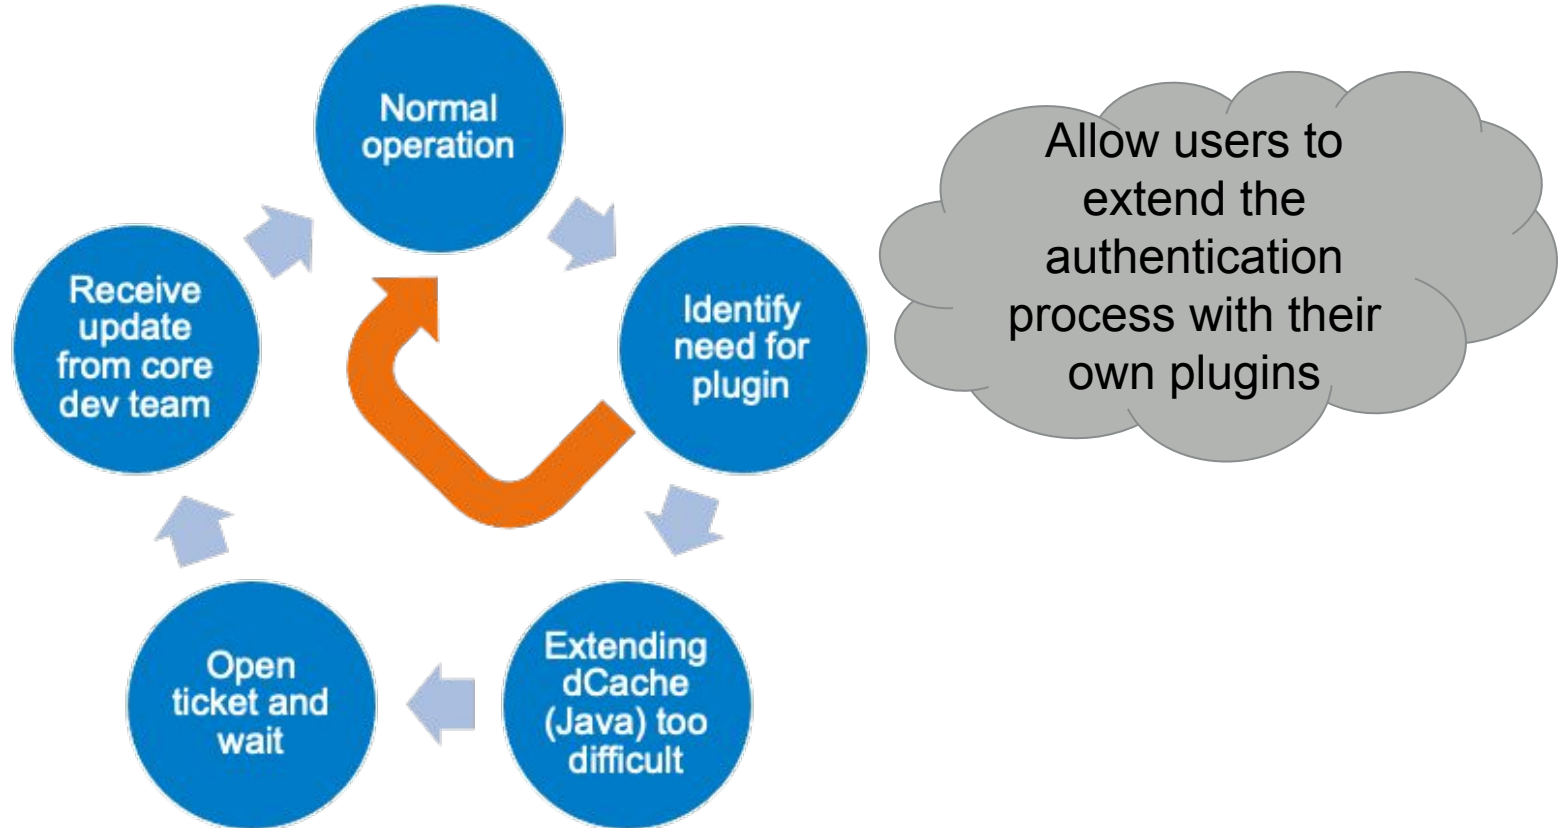 Normal
operation
Identify
need for
plugin
Extending
dCache
(Java) too
difficult
Open
ticket and
wait
Receive
update
from core
dev team
Allow users to
extend the
authentication
process with their
own plugins